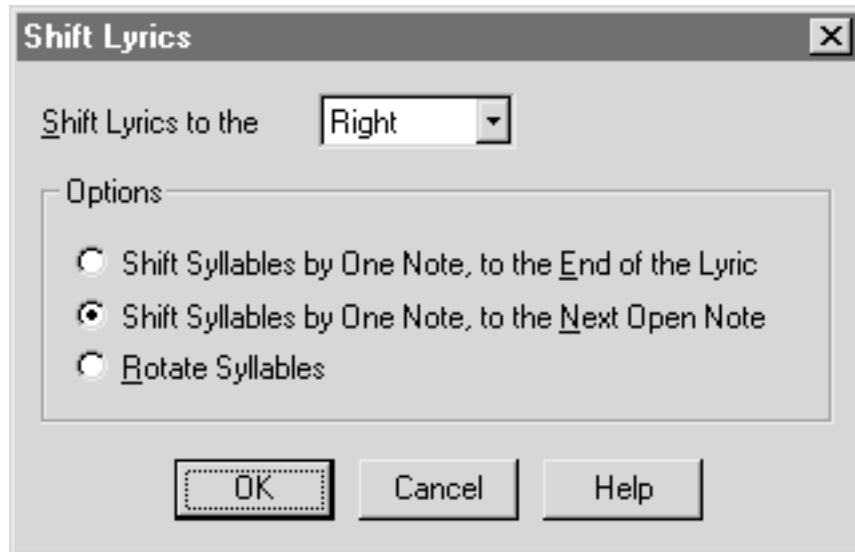 Shift Lyrics
Shift Lyrics to the Right
Options
Shift Syllables by One Note, to the End of the Lyric
Shift Syllables by One Note, to the Next Open Note
Rotate Syllables
OK Cancel Help